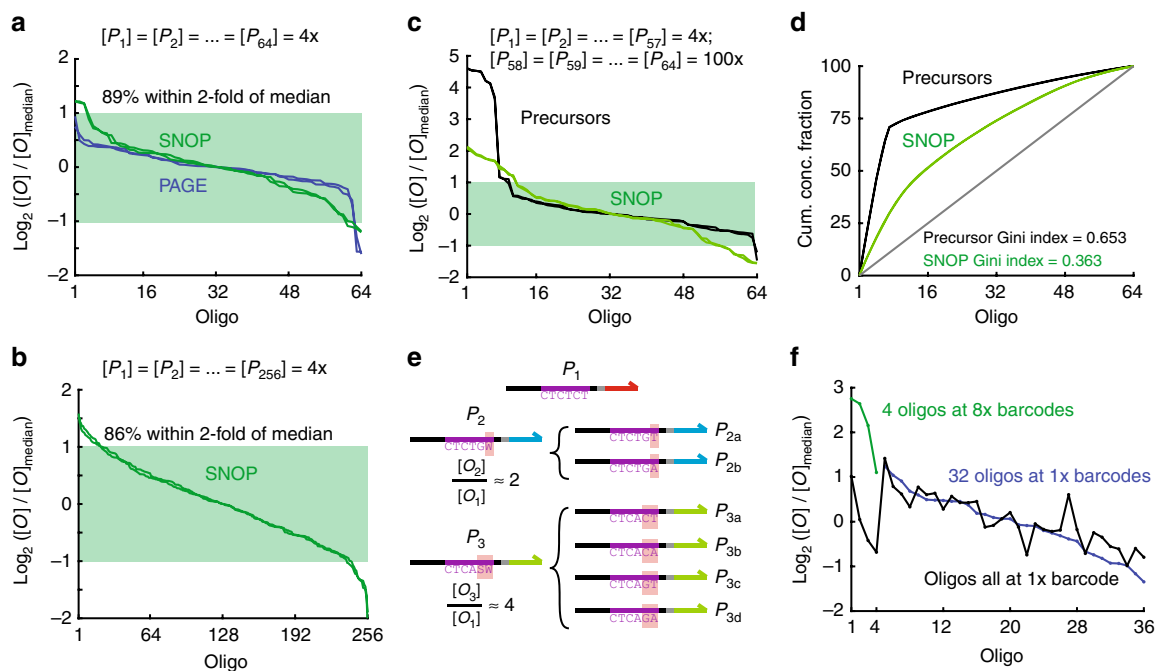 a
[P1] = [P2] = ... = [P64] = 4x
Log2 ([O] / [O]median)
2
1
0
−1
−2
89% within 2-fold of median
SNOP
PAGE
1
16
32
48
64
Oligo
b
[P1] = [P2] = ... = [P256] = 4x
Log2 ([O] / [O]median)
2
1
0
−1
−2
86% within 2-fold of median
SNOP
1
64
128
192
256
Oligo
c
[P1] = [P2] = ... = [P57] = 4x;
[P58] = [P59] = ... = [P64] = 100x
Log2 ([O] / [O]median)
5
4
3
2
1
0
−1
−2
Precursors
SNOP
1
16
32
48
64
Oligo
d
Cum. conc. fraction
100
75
50
25
0
Precursors
SNOP
Precursor Gini index = 0.653
SNOP Gini index = 0.363
1
16
32
48
64
Oligo
e
P1
CTCTCT
P2
CTCTGW
[O2]
[O1]
≈ 2
CTCTGT
P2a
CTCTGA
P2b
P3
CTCASW
[O3]
[O1]
≈ 4
CTCACT
P3a
CTCACA
P3b
CTCAGT
P3c
CTCAGA
P3d
f
Log2 ([O] / [O]median)
3
2
1
0
−1
−2
4 oligos at 8x barcodes
32 oligos at 1x barcodes
Oligos all at 1x barcode
1
4
12
20
28
36
Oligo